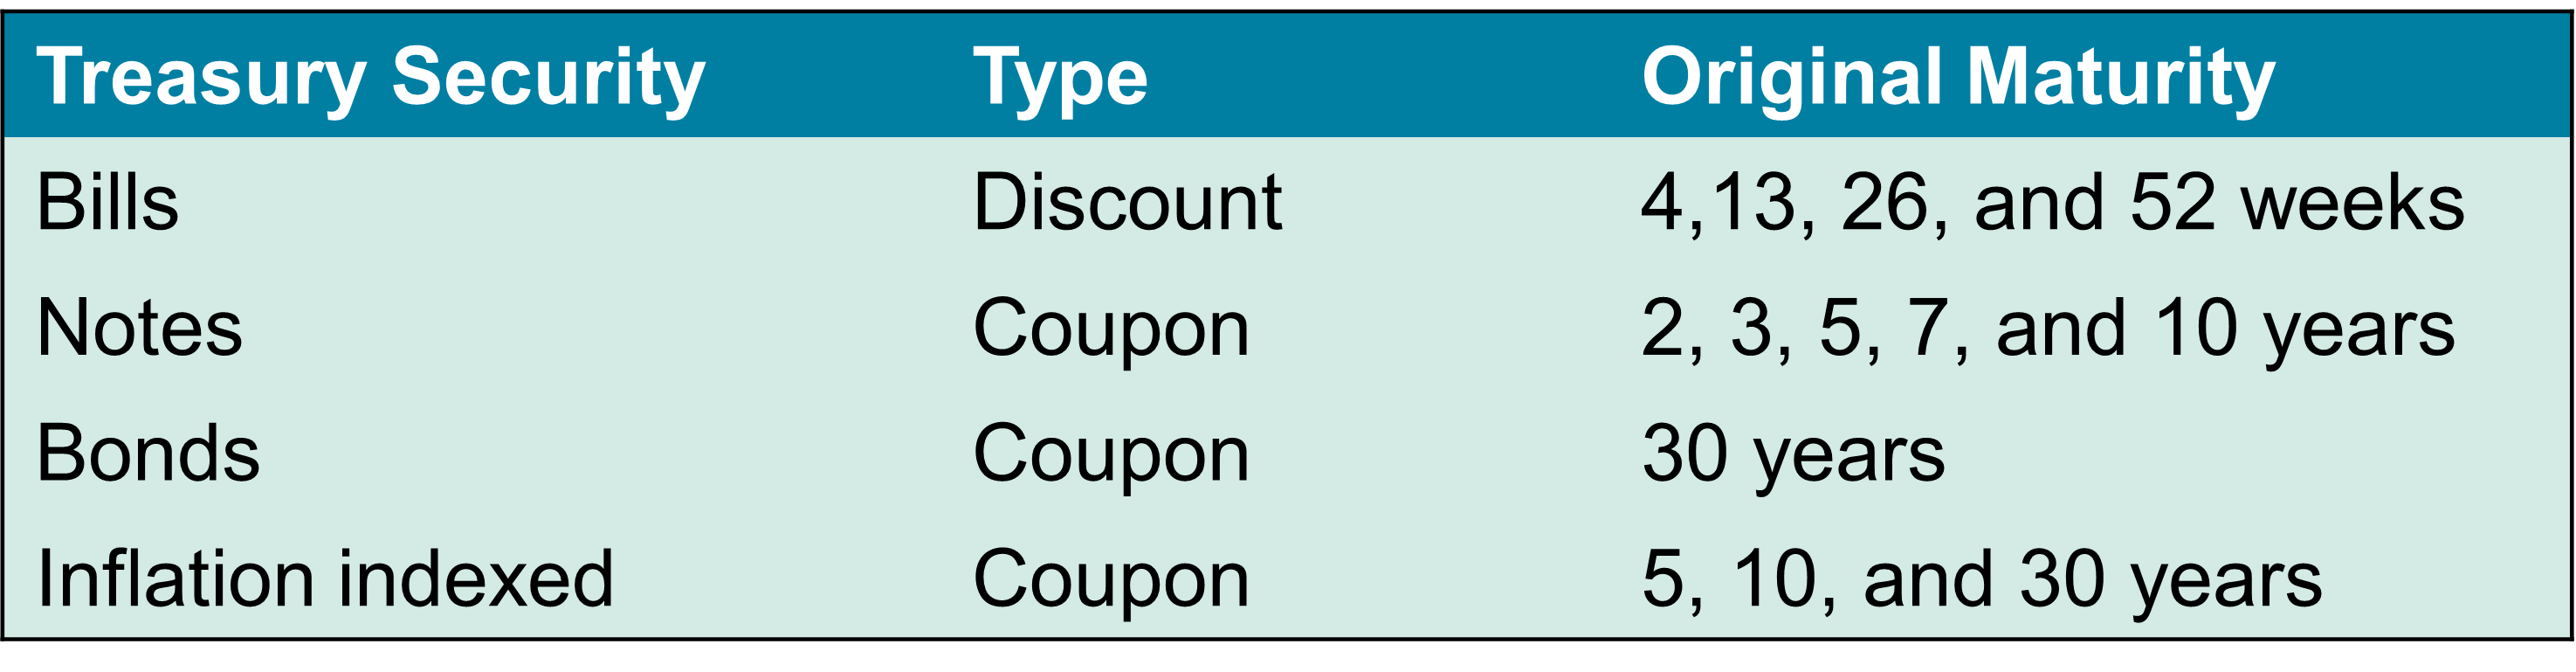 Treasury Security Type Original Maturity
Bills Discount 4,13, 26, and 52 weeks
Notes Coupon 2, 3, 5, 7, and 10 years
Bonds Coupon 30 years
Inflation indexed Coupon 5, 10, and 30 years